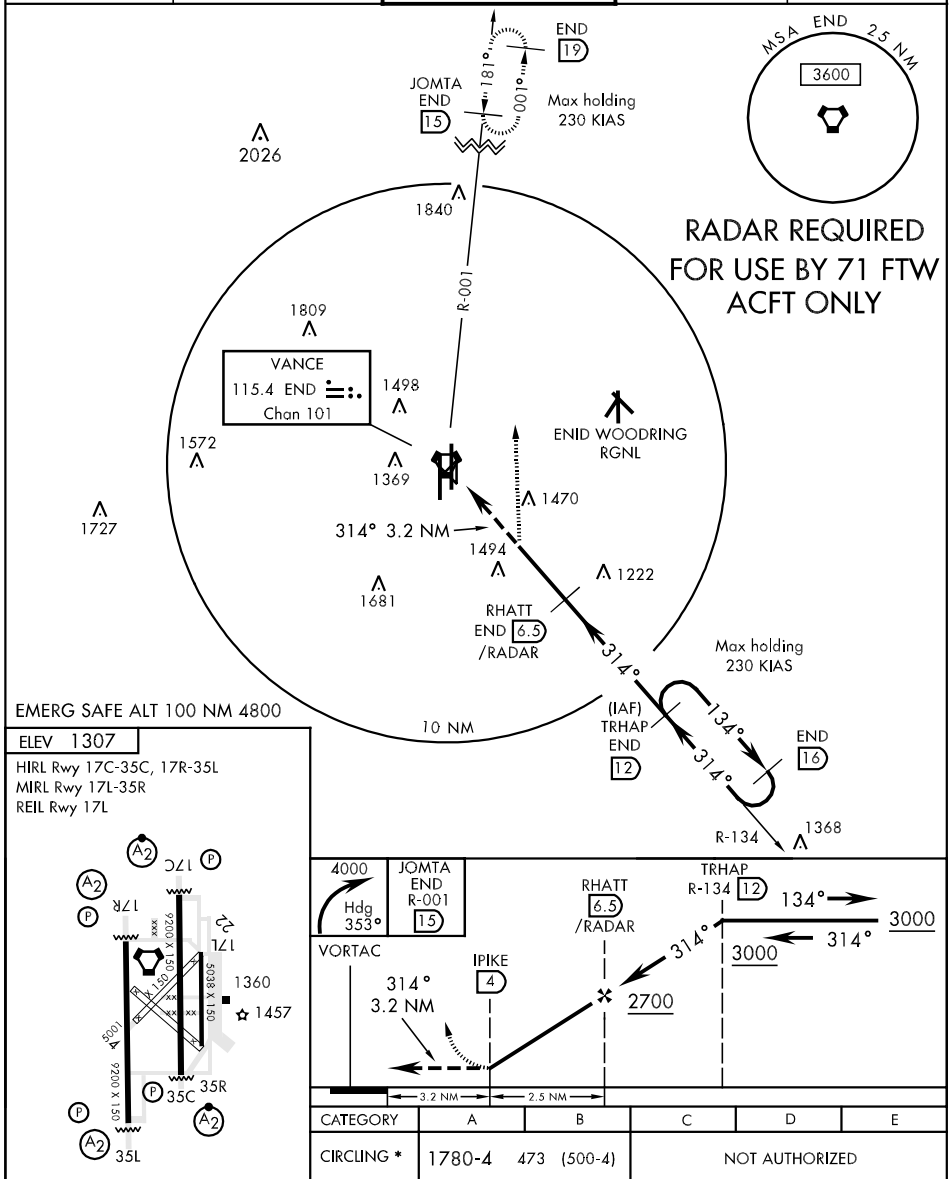 END
19
JOMTA
END
15
181°
001°
Max holding
230 KIAS
MSA END 25 NM
3600
2026
1840
RADAR REQUIRED
FOR USE BY 71 FTW
ACFT ONLY
R-001
1809
VANCE
115.4 END
Chan 101
1498
ENID WOODRING
RGNL
1572
1369
1470
1727
314° 3.2 NM
1494
1222
1681
RHATT
END 6.5
/RADAR
314°
Max holding
230 KIAS
(IAF)
TRHAP
END
12
134°
314°
END
16
EMERG SAFE ALT 100 NM 4800
10 NM
R-134
1368
ELEV 1307
HIRL Rwy 17C-35C, 17R-35L
MIRL Rwy 17L-35R
REIL Rwy 17L
A2
17C
P
A2
P
17R
xxx
9200 X 150
22
17L
5038 X 150
X 150 X
xx
xx xx
X
X
X
1360
1457
5001
4
9200 X 150
P
35C
35R
P
A2
A2
35L
4000
Hdg
353°
JOMTA
END
R-001
15
RHATT
6.5
/RADAR
TRHAP
R-134 12
134°
3000
314°
3000
314°
VORTAC
314°
3.2 NM
IPIKE
4
2700
3.2 NM
2.5 NM
CATEGORY A B C D E
CIRCLING * 1780-4 473 (500-4) NOT AUTHORIZED